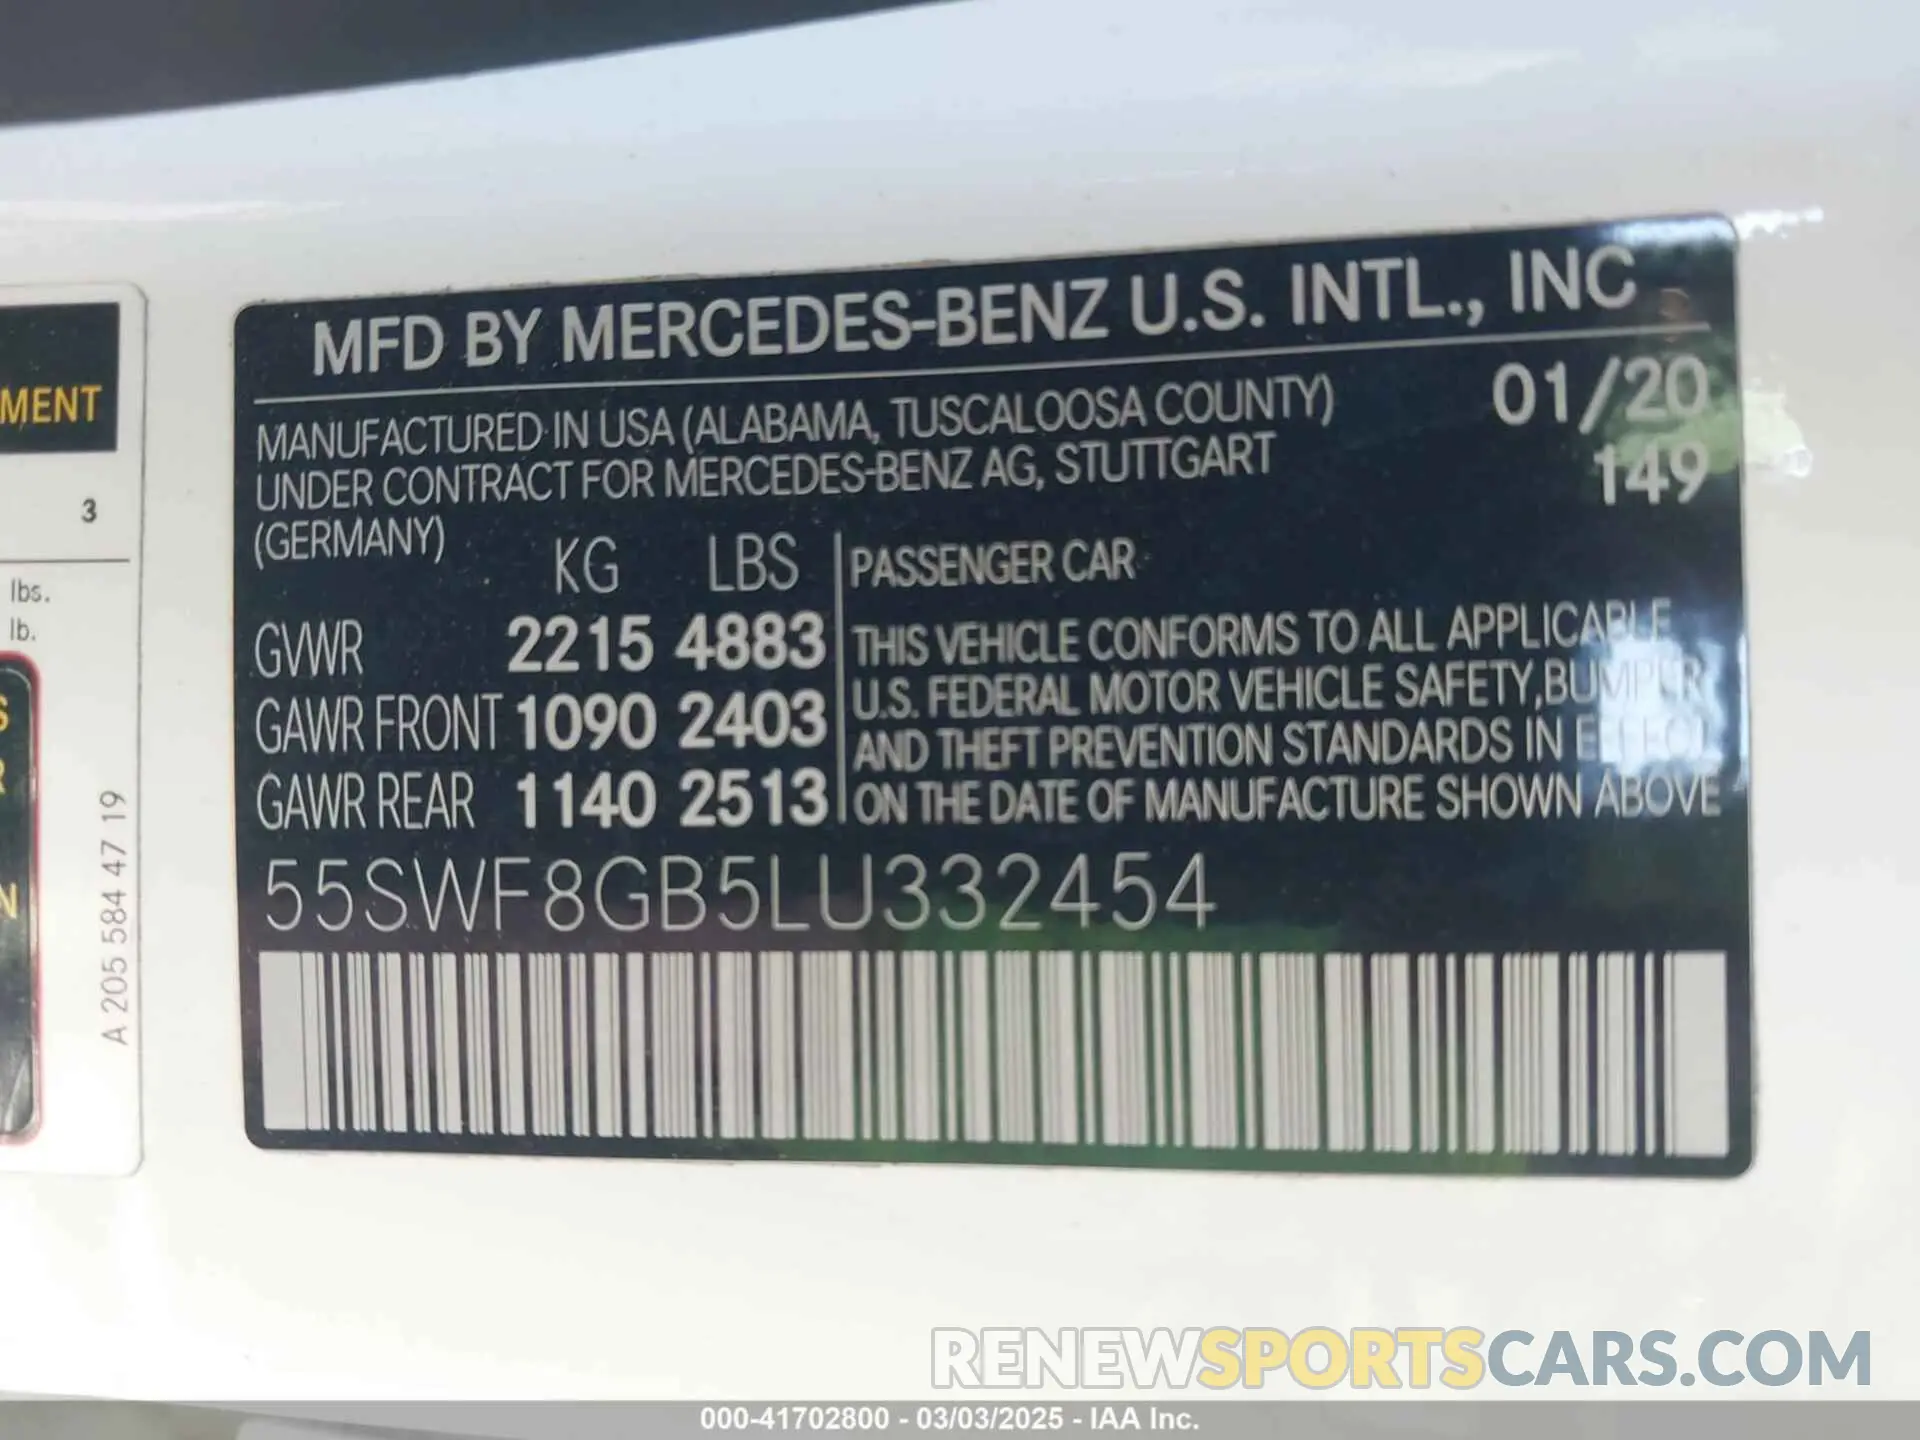 MFD BY MERCEDES-BENZ U.S. INTL., INC
MANUFACTURED IN USA (ALABAMA, TUSCALOOSA COUNTY)
UNDER CONTRACT FOR MERCEDES-BENZ AG, STUTTGART
(GERMANY)
01/20
149
KG LBS
GVWR 2215 4883
GAWR FRONT 1090 2403
GAWR REAR 1140 2513
PASSENGER CAR
THIS VEHICLE CONFORMS TO ALL APPLICABLE
U.S. FEDERAL MOTOR VEHICLE SAFETY, BUMPER
AND THEFT PREVENTION STANDARDS IN EFFECT
ON THE DATE OF MANUFACTURE SHOWN ABOVE
55SWF8GB5LU332454
MENT
3
lbs.
lb.
S
R
N
A 205 584 47 19
RENEWSPORTSCARS.COM
000-41702800 - 03/03/2025 - IAA Inc.